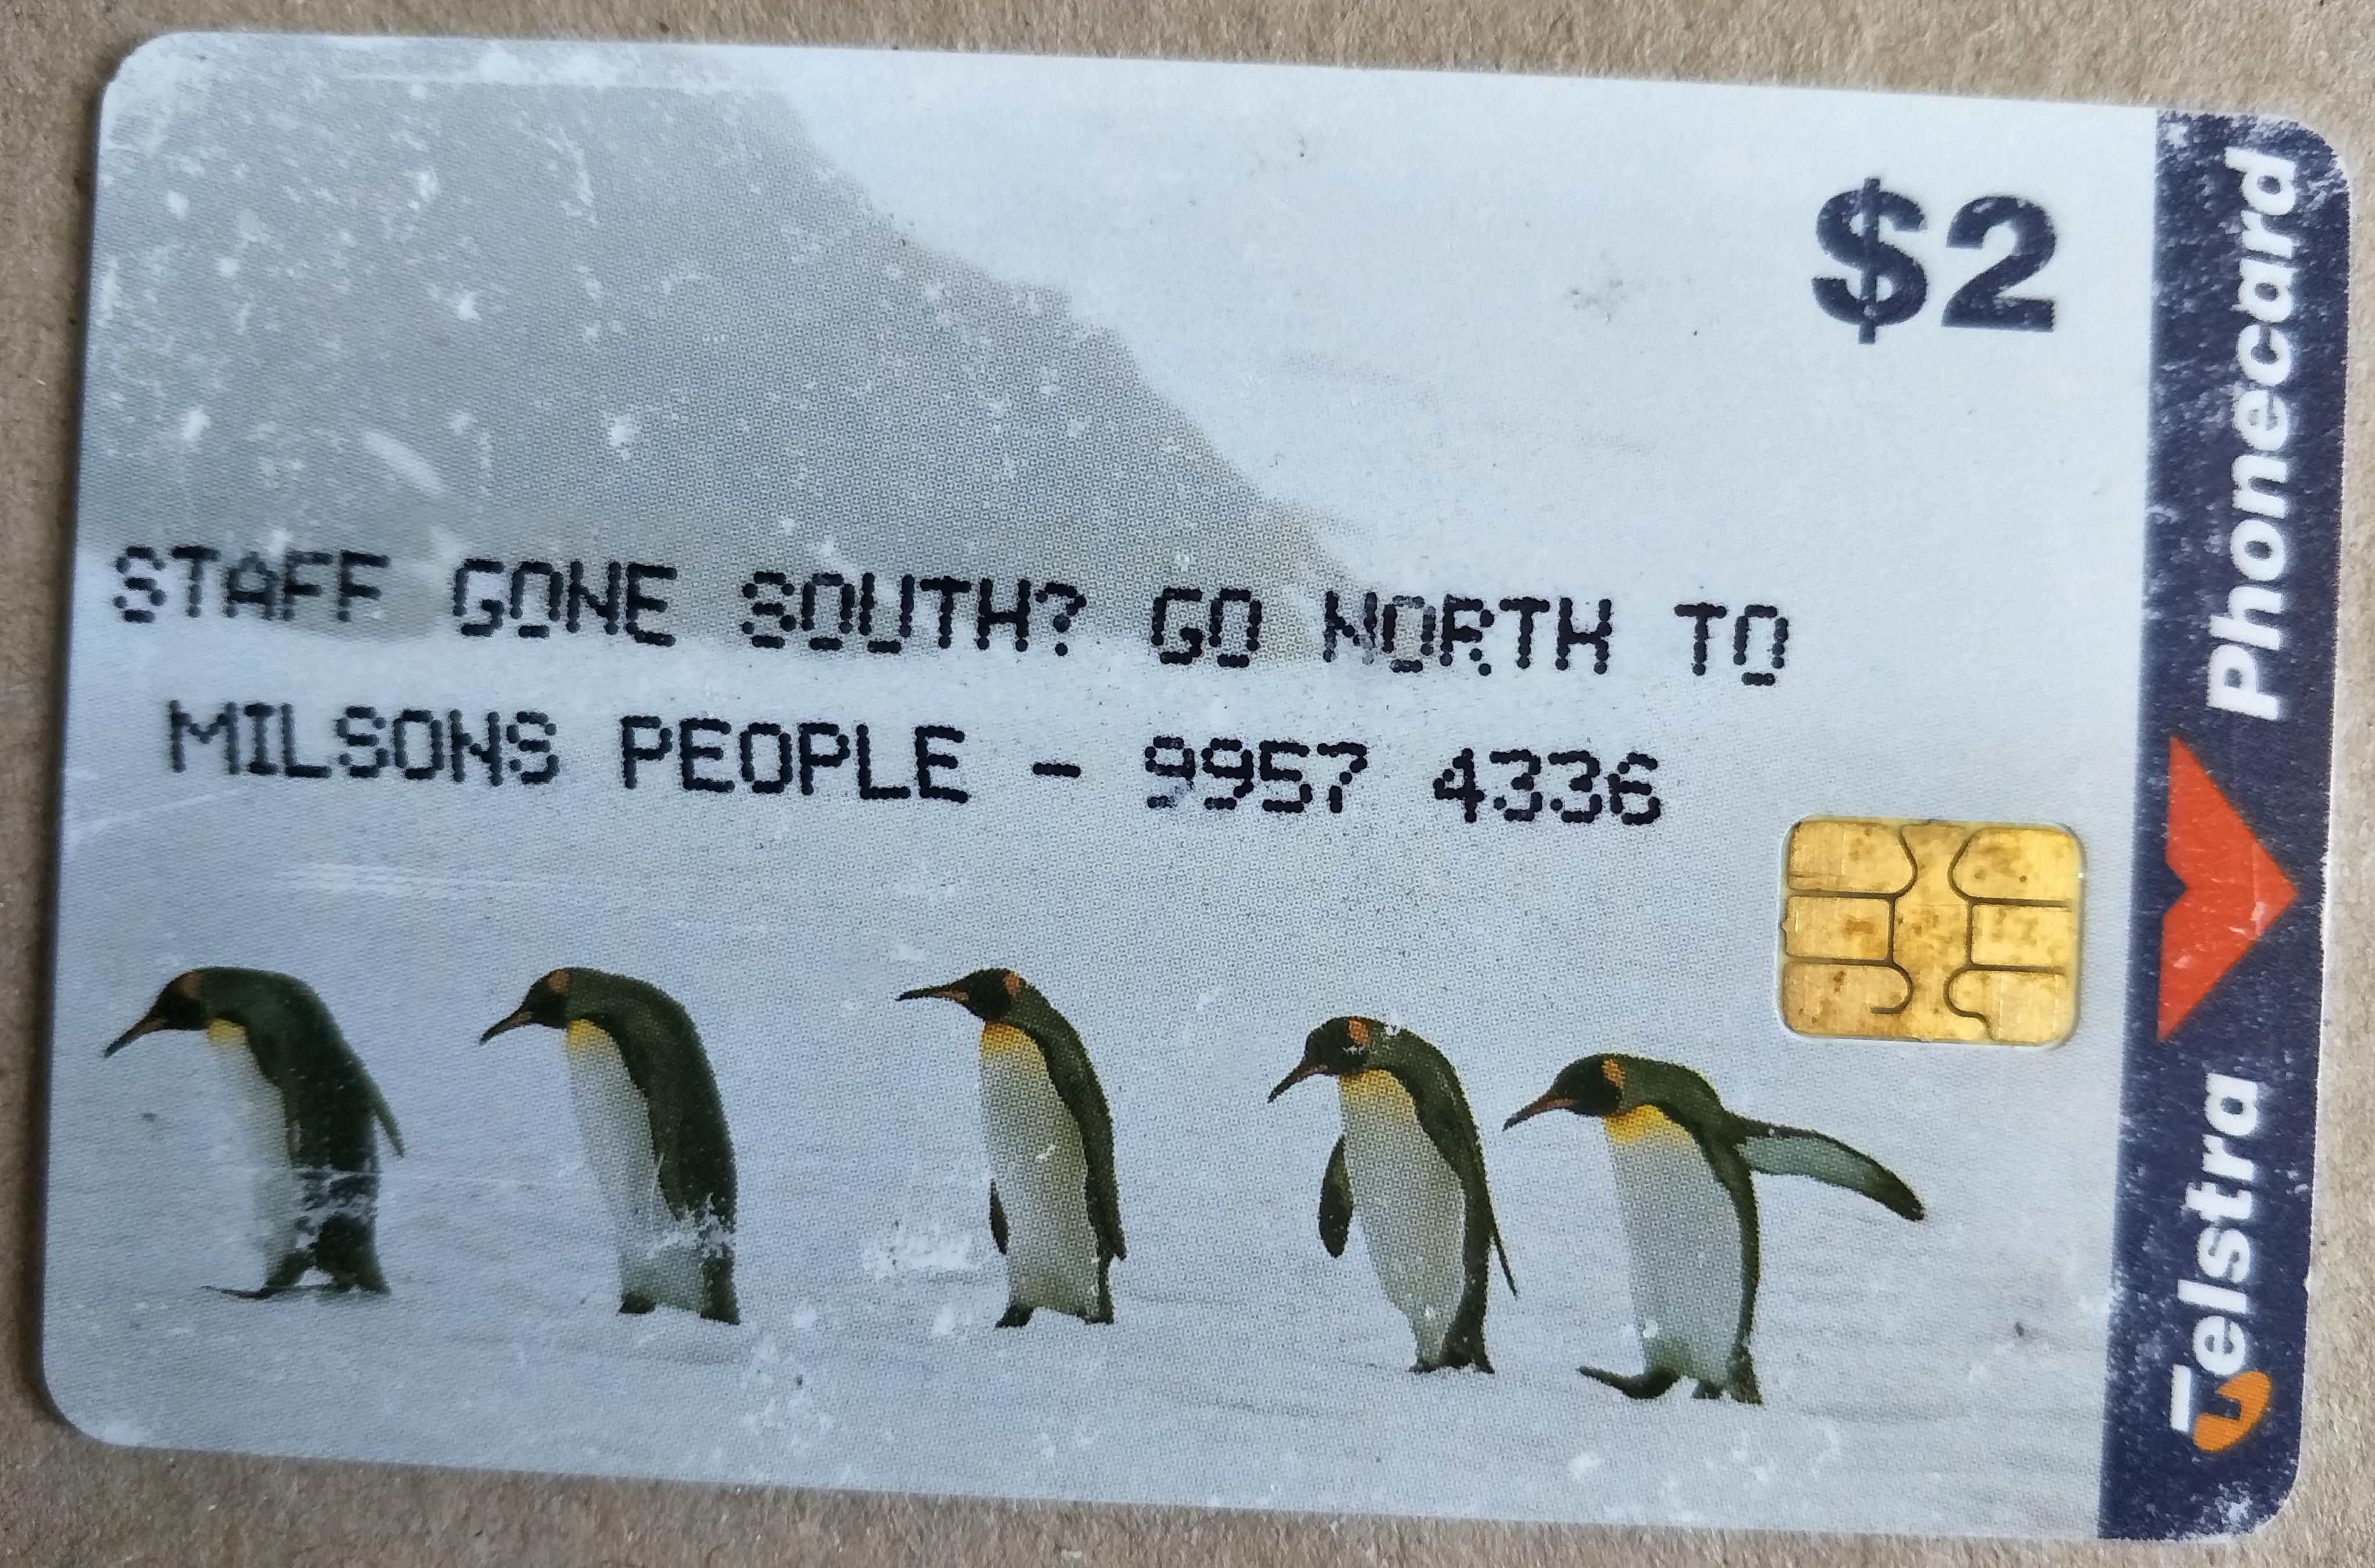 $2
STAFF GONE SOUTH? GO NORTH TO
MILSONS PEOPLE - 9957 4336
Telstra Phonecard